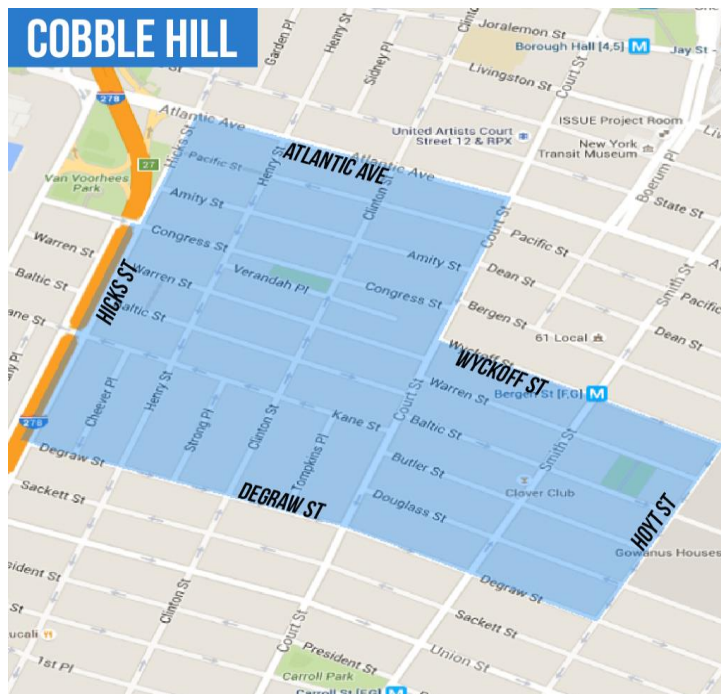 COBBLE HILL
Joralemon St
Borough Hall [4,5] M
Jay St
Garden Pl
Henry St
Sidney Pl
Clinton
Court St
Livingston St
278
Atlantic Ave
ISSUE Project Room
United Artists Court
Street 12 & RPX
New York
Transit Museum
Boerum Pl
27
Van Voorhees
Park
Hicks St
Pacific St
Henry St
ATLANTIC AVE
Atlantic Ave
Clinton St
State St
Amity St
Court St
Pacific St
Warren St
Congress St
Amity St
Dean St
Smith St
Pacific
Baltic St
HICKS ST
Warren St
Verandah Pl
Congress St
Bergen St
Dean St
61 Local
ane St
Baltic St
Wyckoff St
WYCKOFF ST
Bergen St [F,G] M
Warren St
Cheever Pl
Henry St
Strong Pl
Clinton St
Tompkins Pl
Kane St
Court St
Baltic St
Smith St
278
Degraw St
Butler St
Clover Club
Sackett St
DEGRAW ST
Douglass St
HOYT ST
Gowanus Houses
sident St
Clinton St
Degraw St
Sackett St
ucali
Court St
Union St
1st Pl
President St
Carroll Park
Carroll St [F,G] M